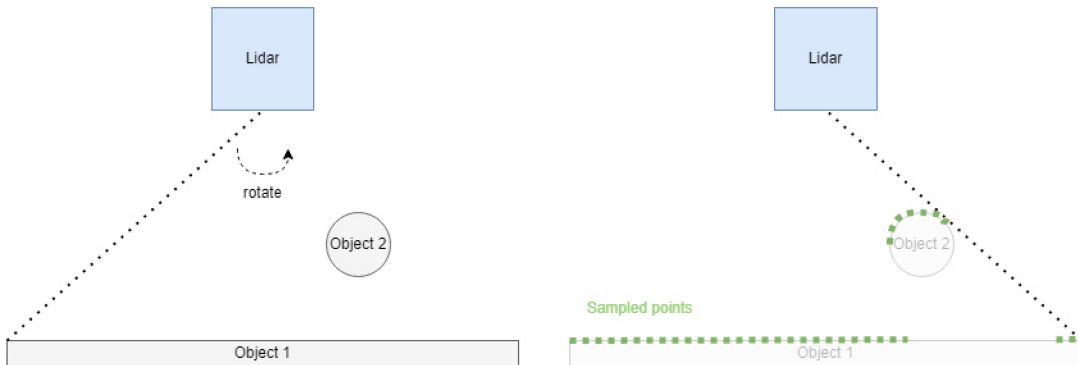 Lidar
rotate
Object 2
Object 1
Lidar
Object 2
Sampled points
Object 1